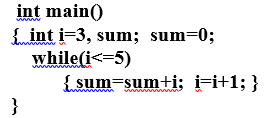 int main()
{ int i=3, sum; sum=0;
while(i<=5)
{ sum=sum+i; i=i+1; }
}